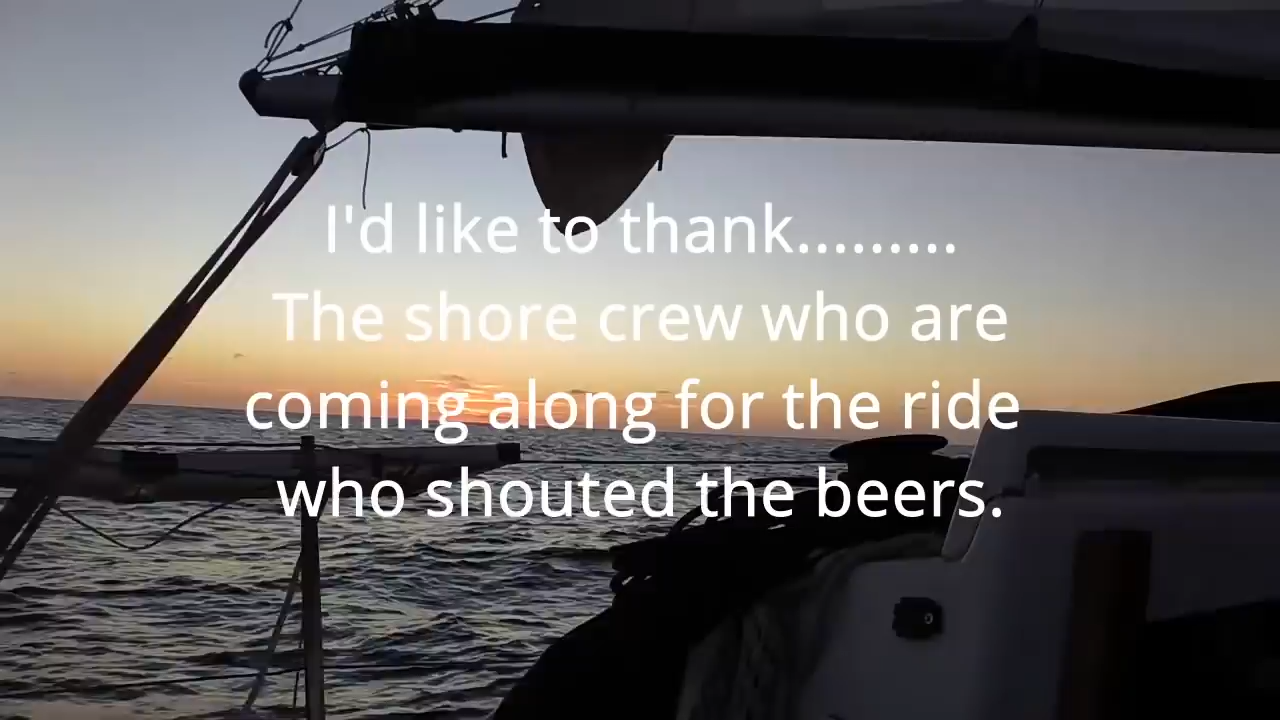 I'd like to thank.........
The shore crew who are
coming along for the ride
who shouted the beers.